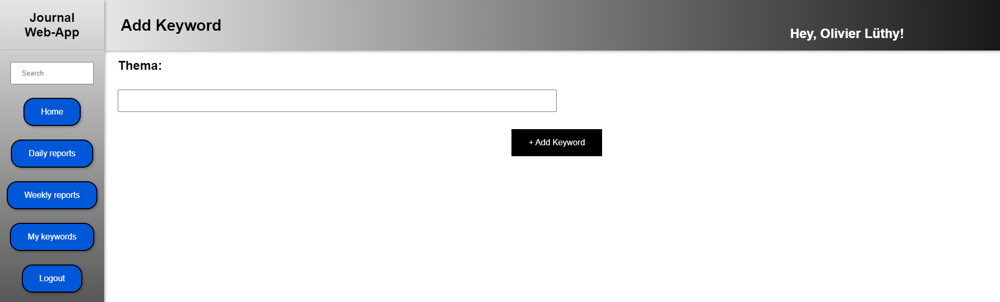 Journal
Web-App
Add Keyword
Hey, Olivier Lüthy!
Search
Home
Daily reports
Weekly reports
My keywords
Logout
Thema:
+ Add Keyword